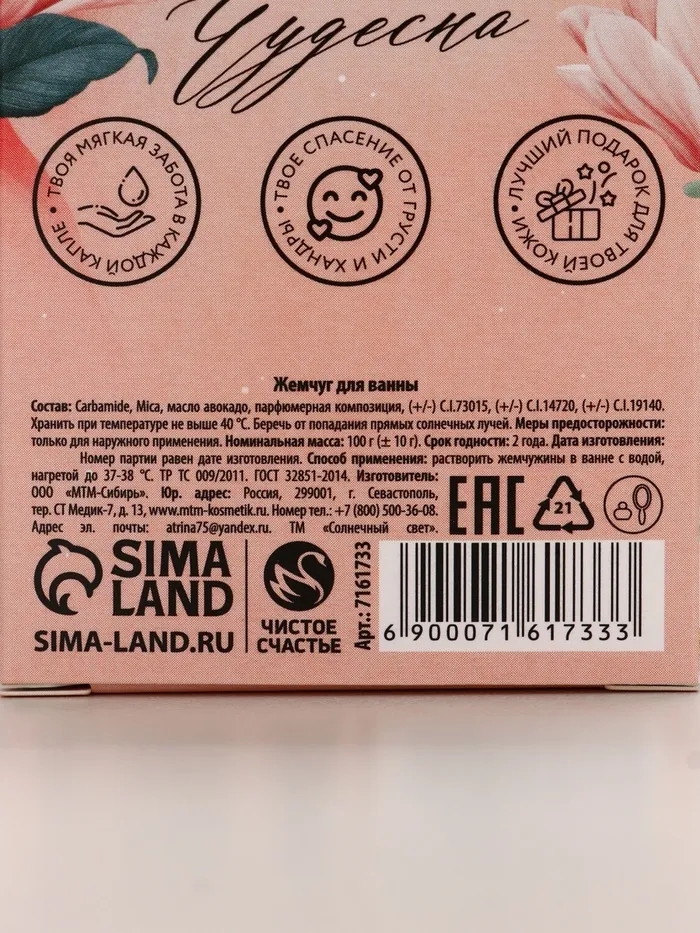 Чудесна
• ТВОЯ МЯГКАЯ ЗАБОТА В КАЖДОЙ КАПЛЕ
• ТВОЕ СПАСЕНИЕ ОТ ГРУСТИ И ХАНДРЫ
• ЛУЧШИЙ ПОДАРОК ДЛЯ ТВОЕЙ КОЖИ
Жемчуг для ванны
Состав: Carbamide, Mica, масло авокадо, парфюмерная композиция, (+/-) C.I.73015, (+/-) C.I.14720, (+/-) C.I.19140.
Хранить при температуре не выше 40 °C. Беречь от попадания прямых солнечных лучей. Меры предосторожности:
только для наружного применения. Номинальная масса: 100 г (± 10 г). Срок годности: 2 года. Дата изготовления:
Номер партии равен дате изготовления. Способ применения: растворить жемчужины в ванне с водой,
нагретой до 37-38 °C. ТР ТС 009/2011. ГОСТ 32851-2014. Изготовитель:
ООО «МТМ-Сибирь». Юр. адрес: Россия, 299001, г. Севастополь,
тер. СТ Медик-7, д. 13, www.mtm-kosmetik.ru. Номер тел.: +7 (800) 500-36-08.
Адрес эл. почты: atrina75@yandex.ru. ТМ «Солнечный свет».
EAC
21
SIMA
LAND
SIMA-LAND.RU
ЧИСТОЕ
СЧАСТЬЕ
Арт.: 7161733
6 900071 617333